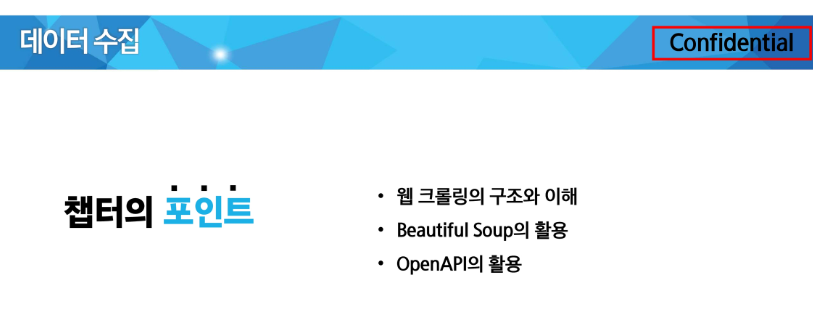 데이터 수집
Confidential
챕터의 포인트
• 웹 크롤링의 구조와 이해
• Beautiful Soup의 활용
• OpenAPI의 활용